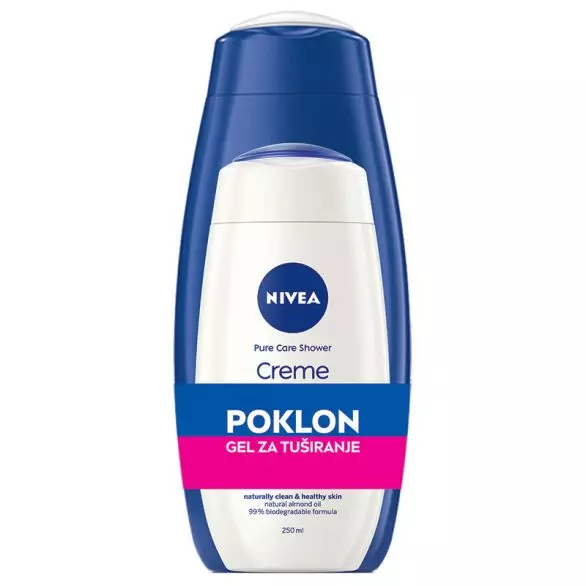 NIVEA
Pure Care Shower
Creme
POKLON
GEL ZA TUŠIRANJE
naturally clean & healthy skin
natural almond oil
99% biodegradable formula
250 ml